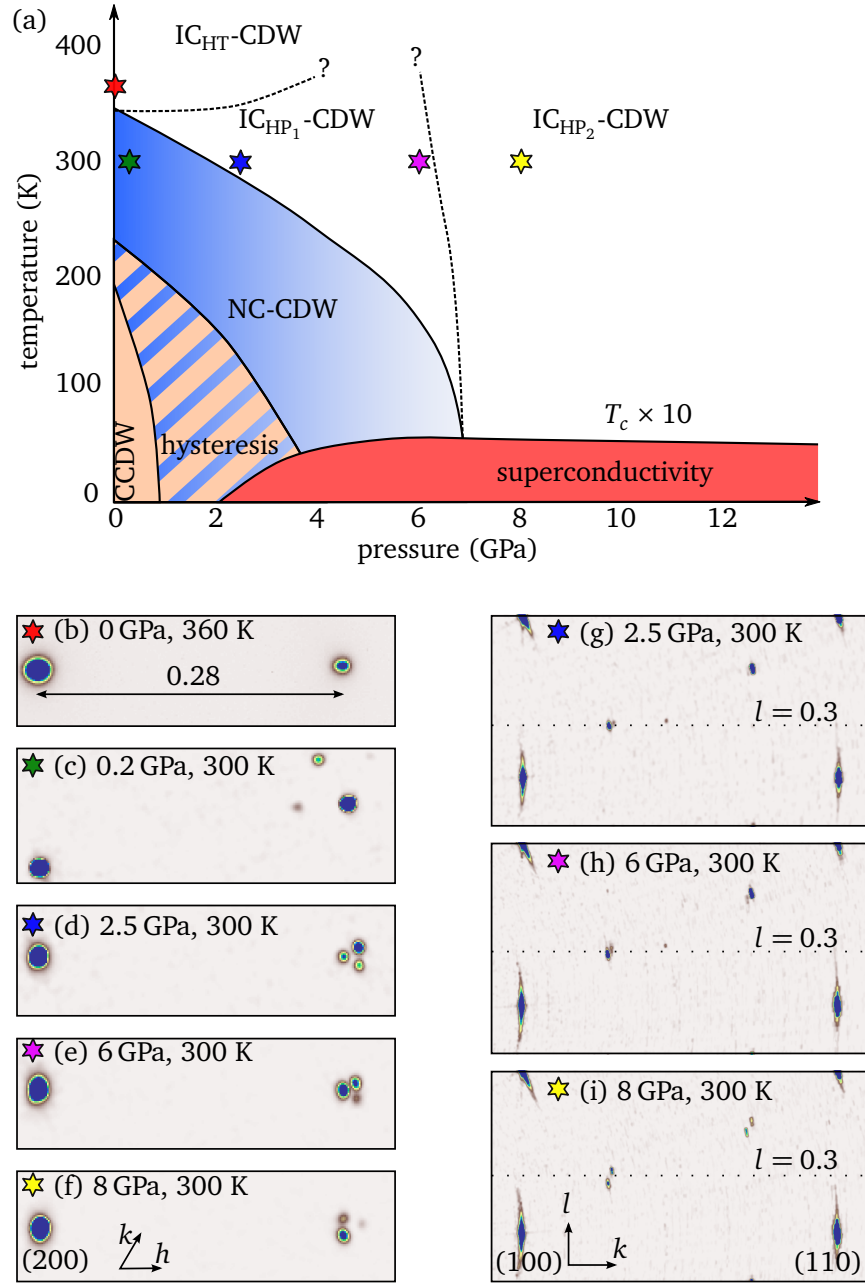 (a)
400
300
200
100
0
temperature (K)
IC_HT-CDW
?
?
IC_HP₁-CDW
IC_HP₂-CDW
NC-CDW
CCDW
hysteresis
T_c × 10
superconductivity
0 2 4 6 8 10 12
pressure (GPa)
(b) 0 GPa, 360 K
0.28
(c) 0.2 GPa, 300 K
(d) 2.5 GPa, 300 K
(e) 6 GPa, 300 K
(f) 8 GPa, 300 K
k
h
(200)
(g) 2.5 GPa, 300 K
l = 0.3
(h) 6 GPa, 300 K
l = 0.3
(i) 8 GPa, 300 K
l = 0.3
l
k
(100)
(110)